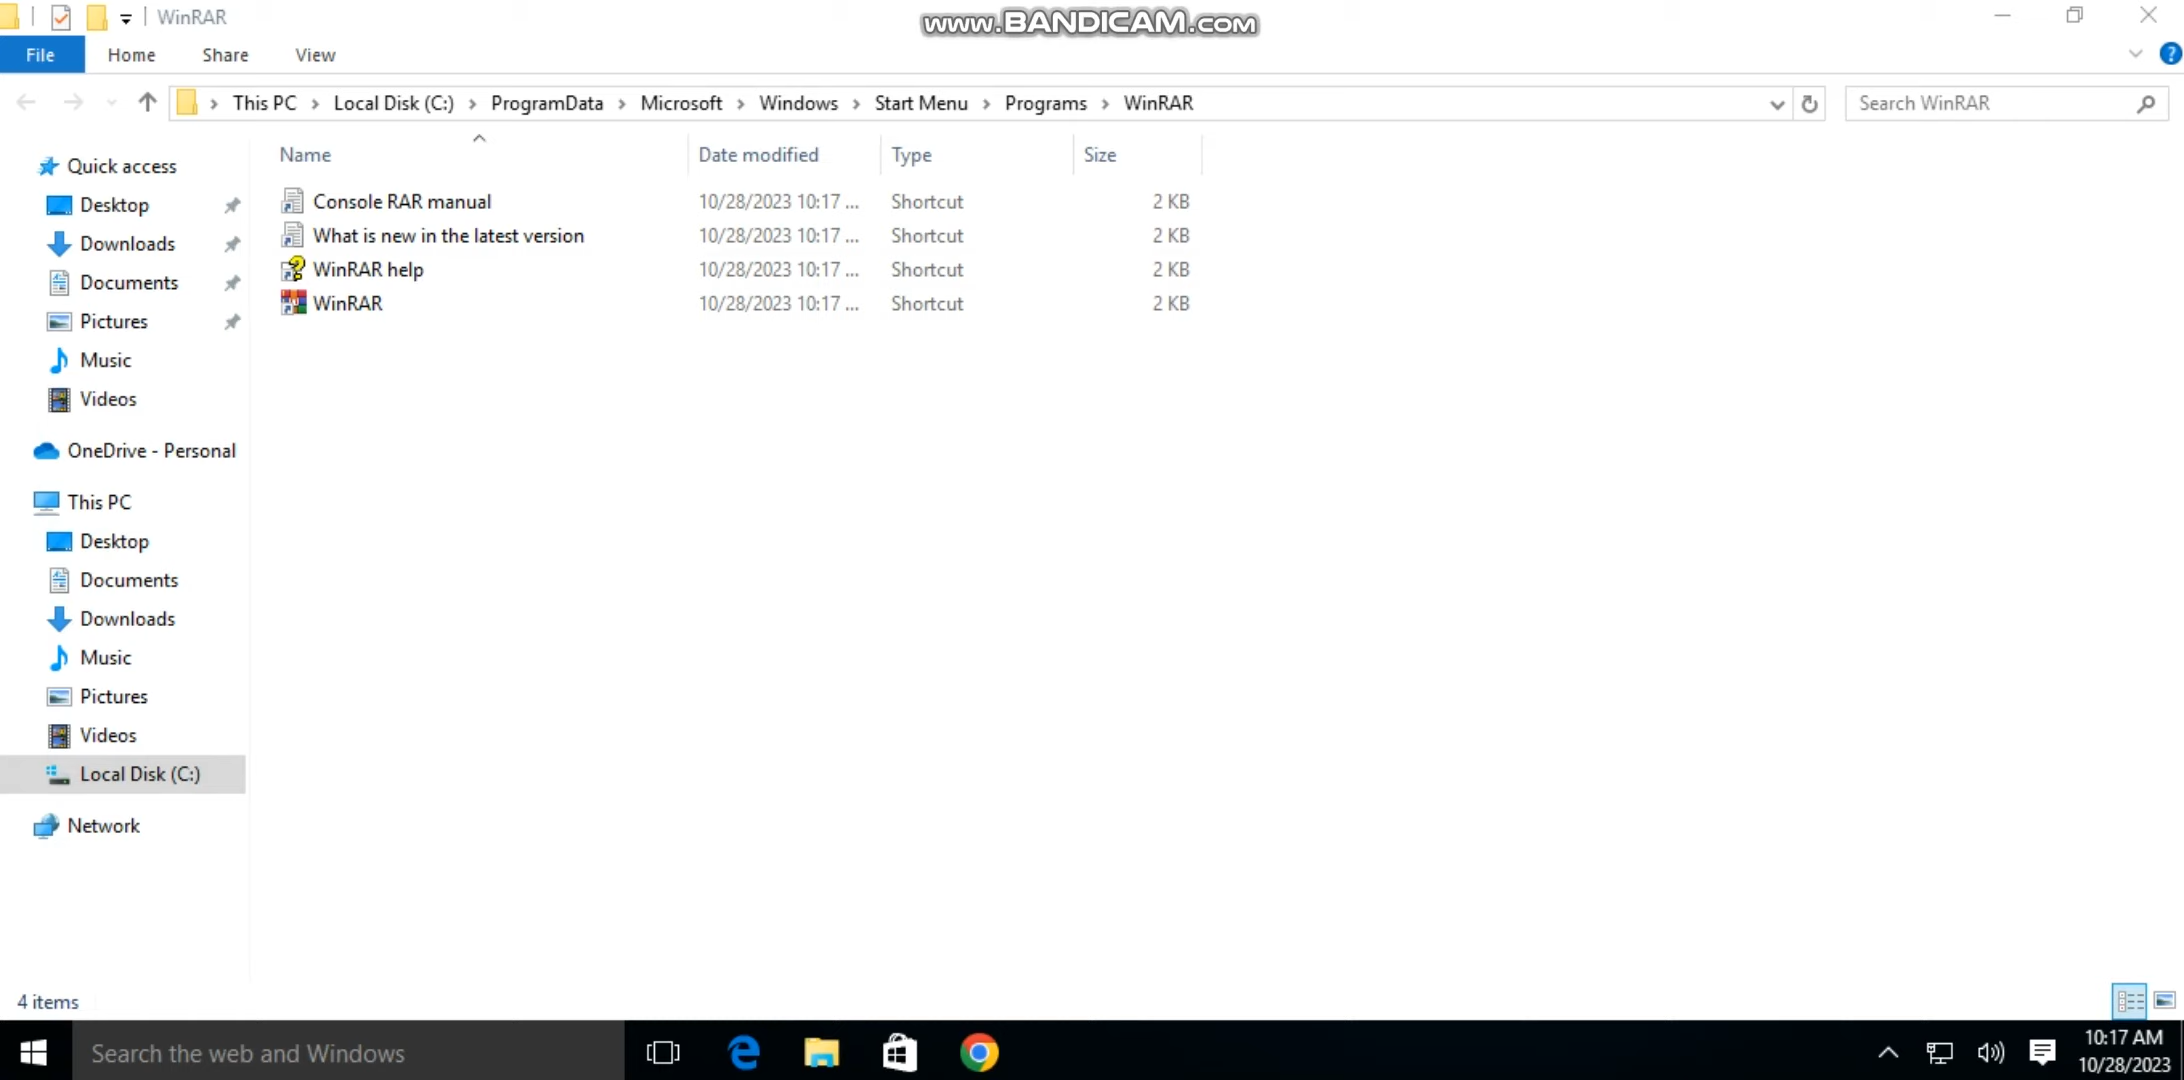 WinRAR
www.BANDICAM.com
File Home Share View
This PC Local Disk (C:) ProgramData Microsoft Windows Start Menu Programs WinRAR
Search WinRAR
Name Date modified Type Size
Console RAR manual 10/28/2023 10:17 ... Shortcut 2 KB
What is new in the latest version 10/28/2023 10:17 ... Shortcut 2 KB
WinRAR help 10/28/2023 10:17 ... Shortcut 2 KB
WinRAR 10/28/2023 10:17 ... Shortcut 2 KB
Quick access
Desktop
Downloads
Documents
Pictures
Music
Videos
OneDrive - Personal
This PC
Desktop
Documents
Downloads
Music
Pictures
Videos
Local Disk (C:)
Network
4 items
Search the web and Windows
10:17 AM
10/28/2023